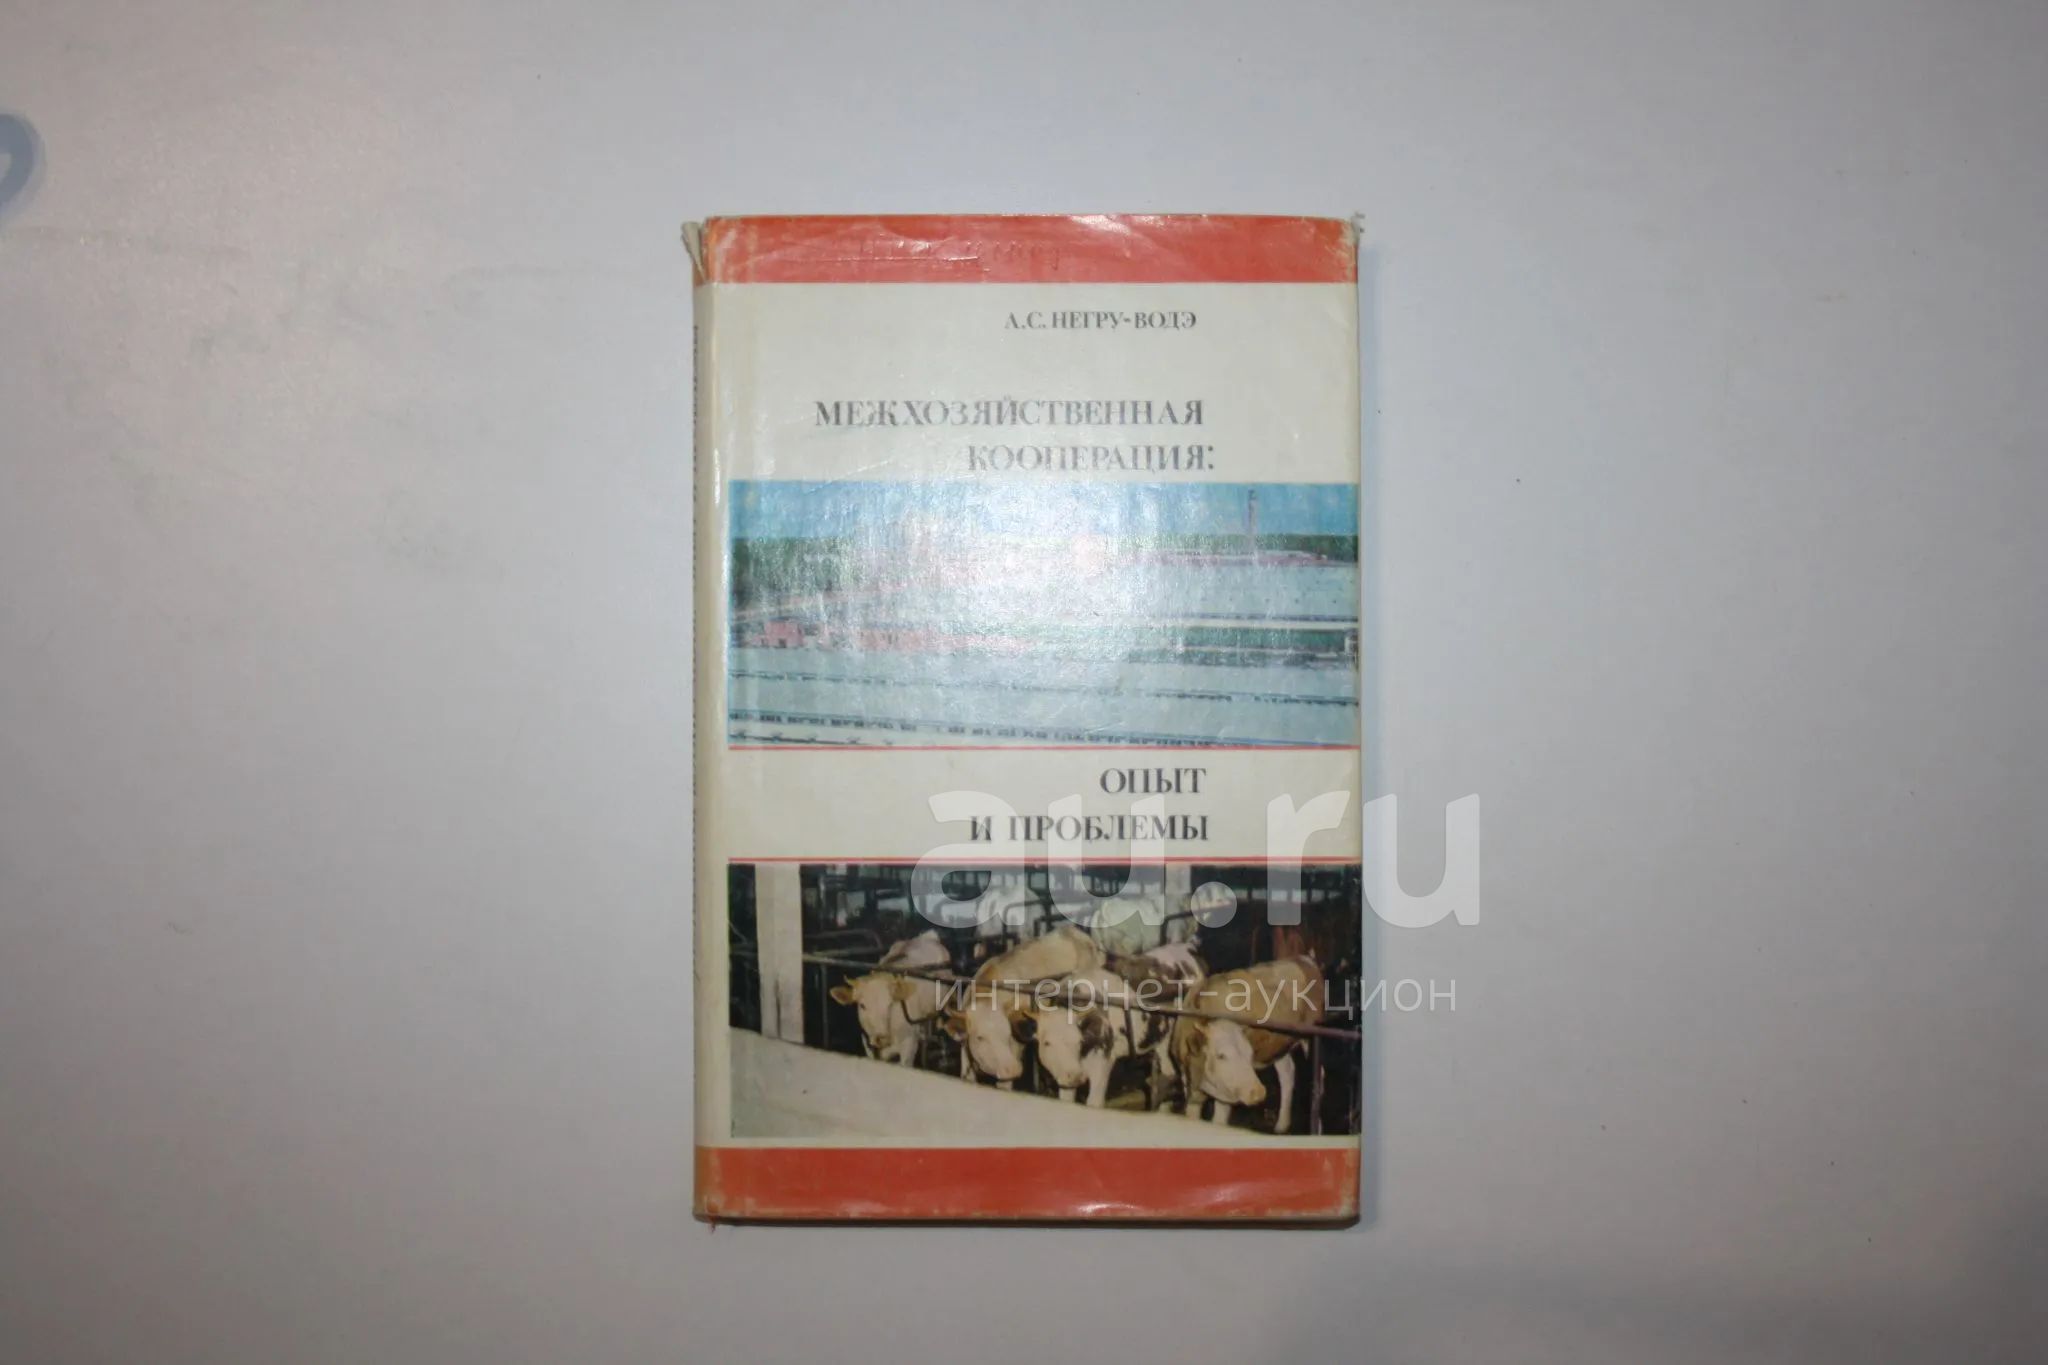 А.С. НЕГРУ-ВОДЭ
МЕЖХОЗЯЙСТВЕННАЯ
КООПЕРАЦИЯ:
ОПЫТ
И ПРОБЛЕМЫ
au.ru
интернет-аукцион